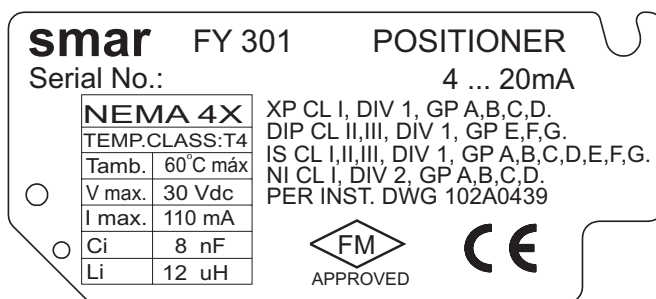 smar FY 301 POSITIONER
Serial No.: 4 ... 20mA
NEMA 4X
TEMP.CLASS:T4
Tamb. 60°C máx
V max. 30 Vdc
I max. 110 mA
Ci 8 nF
Li 12 uH
XP CL I, DIV 1, GP A,B,C,D.
DIP CL II,III, DIV 1, GP E,F,G.
IS CL I,II,III, DIV 1, GP A,B,C,D,E,F,G.
NI CL I, DIV 2, GP A,B,C,D.
PER INST. DWG 102A0439
FM
APPROVED
CE